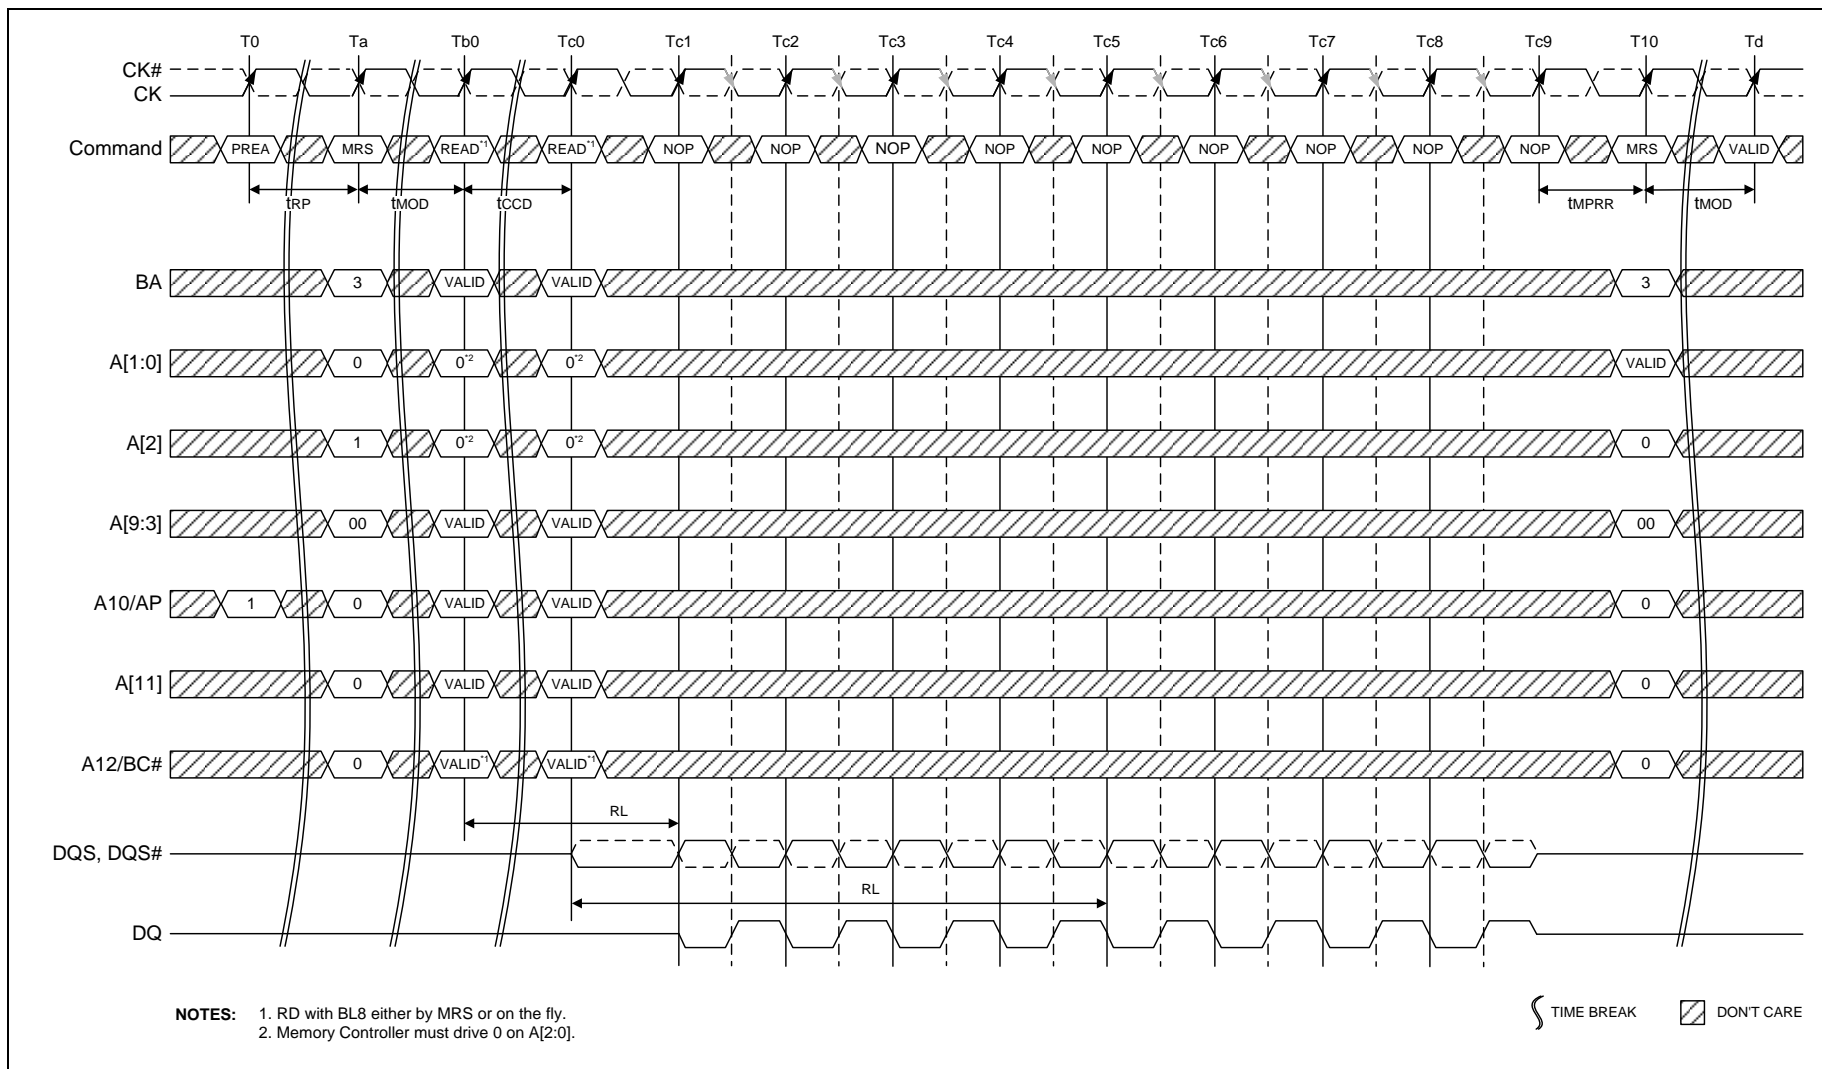 T0 Ta Tb0 Tc0 Tc1 Tc2 Tc3 Tc4 Tc5 Tc6 Tc7 Tc8 Tc9 T10 Td
CK#
CK
Command PREA MRS READ*1 READ*1 NOP NOP NOP NOP NOP NOP NOP NOP NOP MRS VALID
tRP tMOD tCCD tMPRR tMOD
BA 3 VALID VALID 3
A[1:0] 0 0*2 0*2 VALID
A[2] 1 0*2 0*2 0
A[9:3] 00 VALID VALID 00
A10/AP 1 0 VALID VALID 0
A[11] 0 VALID VALID 0
A12/BC# 0 VALID*1 VALID*1 0
RL
DQS, DQS#
RL
DQ
NOTES: 1. RD with BL8 either by MRS or on the fly.
2. Memory Controller must drive 0 on A[2:0].
TIME BREAK DON'T CARE